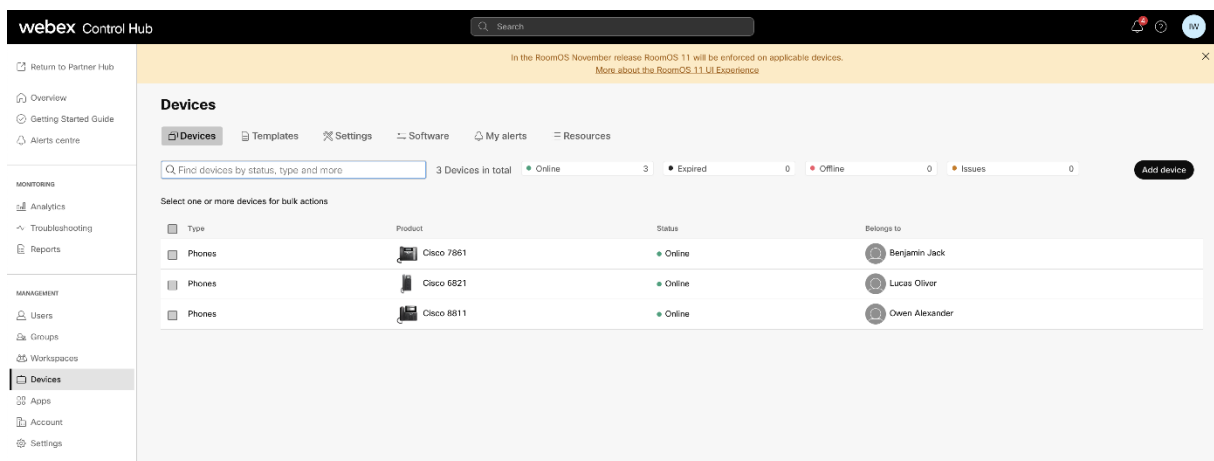 webex Control Hub
Search
4
IW
Return to Partner Hub
Overview
Getting Started Guide
Alerts centre
MONITORING
Analytics
Troubleshooting
Reports
MANAGEMENT
Users
Groups
Workspaces
Devices
Apps
Account
Settings
In the RoomOS November release RoomOS 11 will be enforced on applicable devices.
More about the RoomOS 11 UI Experience
Devices
Devices Templates Settings Software My alerts Resources
Find devices by status, type and more 3 Devices in total Online 3 Expired 0 Offline 0 Issues 0 Add device
Select one or more devices for bulk actions
Type Product Status Belongs to
Phones Cisco 7861 Online Benjamin Jack
Phones Cisco 6821 Online Lucas Oliver
Phones Cisco 8811 Online Owen Alexander